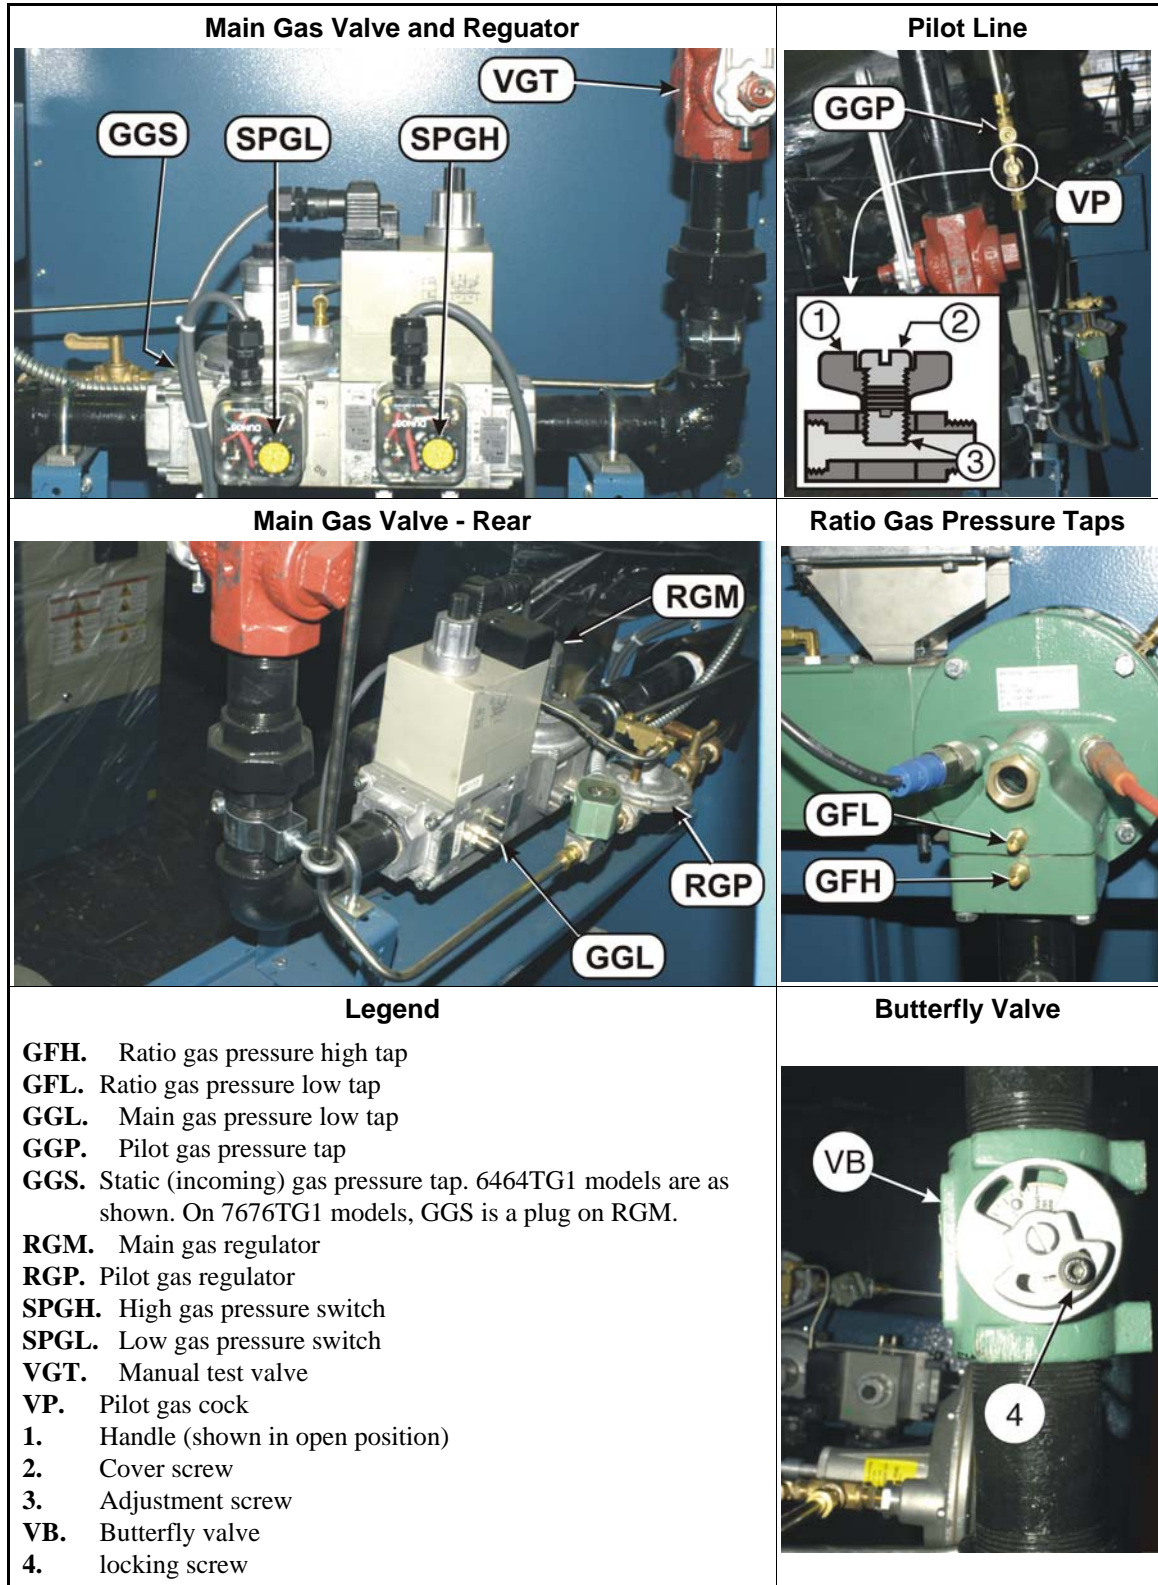 Main Gas Valve and Reguator
VGT
GGS
SPGL
SPGH
DUNGS
DUNGS
Pilot Line
GGP
VP
1
2
3
Main Gas Valve - Rear
RGM
RGP
GGL
Ratio Gas Pressure Taps
GFL
GFH
Legend
GFH. Ratio gas pressure high tap
GFL. Ratio gas pressure low tap
GGL. Main gas pressure low tap
GGP. Pilot gas pressure tap
GGS. Static (incoming) gas pressure tap. 6464TG1 models are as
shown. On 7676TG1 models, GGS is a plug on RGM.
RGM. Main gas regulator
RGP. Pilot gas regulator
SPGH. High gas pressure switch
SPGL. Low gas pressure switch
VGT. Manual test valve
VP. Pilot gas cock
1. Handle (shown in open position)
2. Cover screw
3. Adjustment screw
VB. Butterfly valve
4. locking screw
Butterfly Valve
VB
4